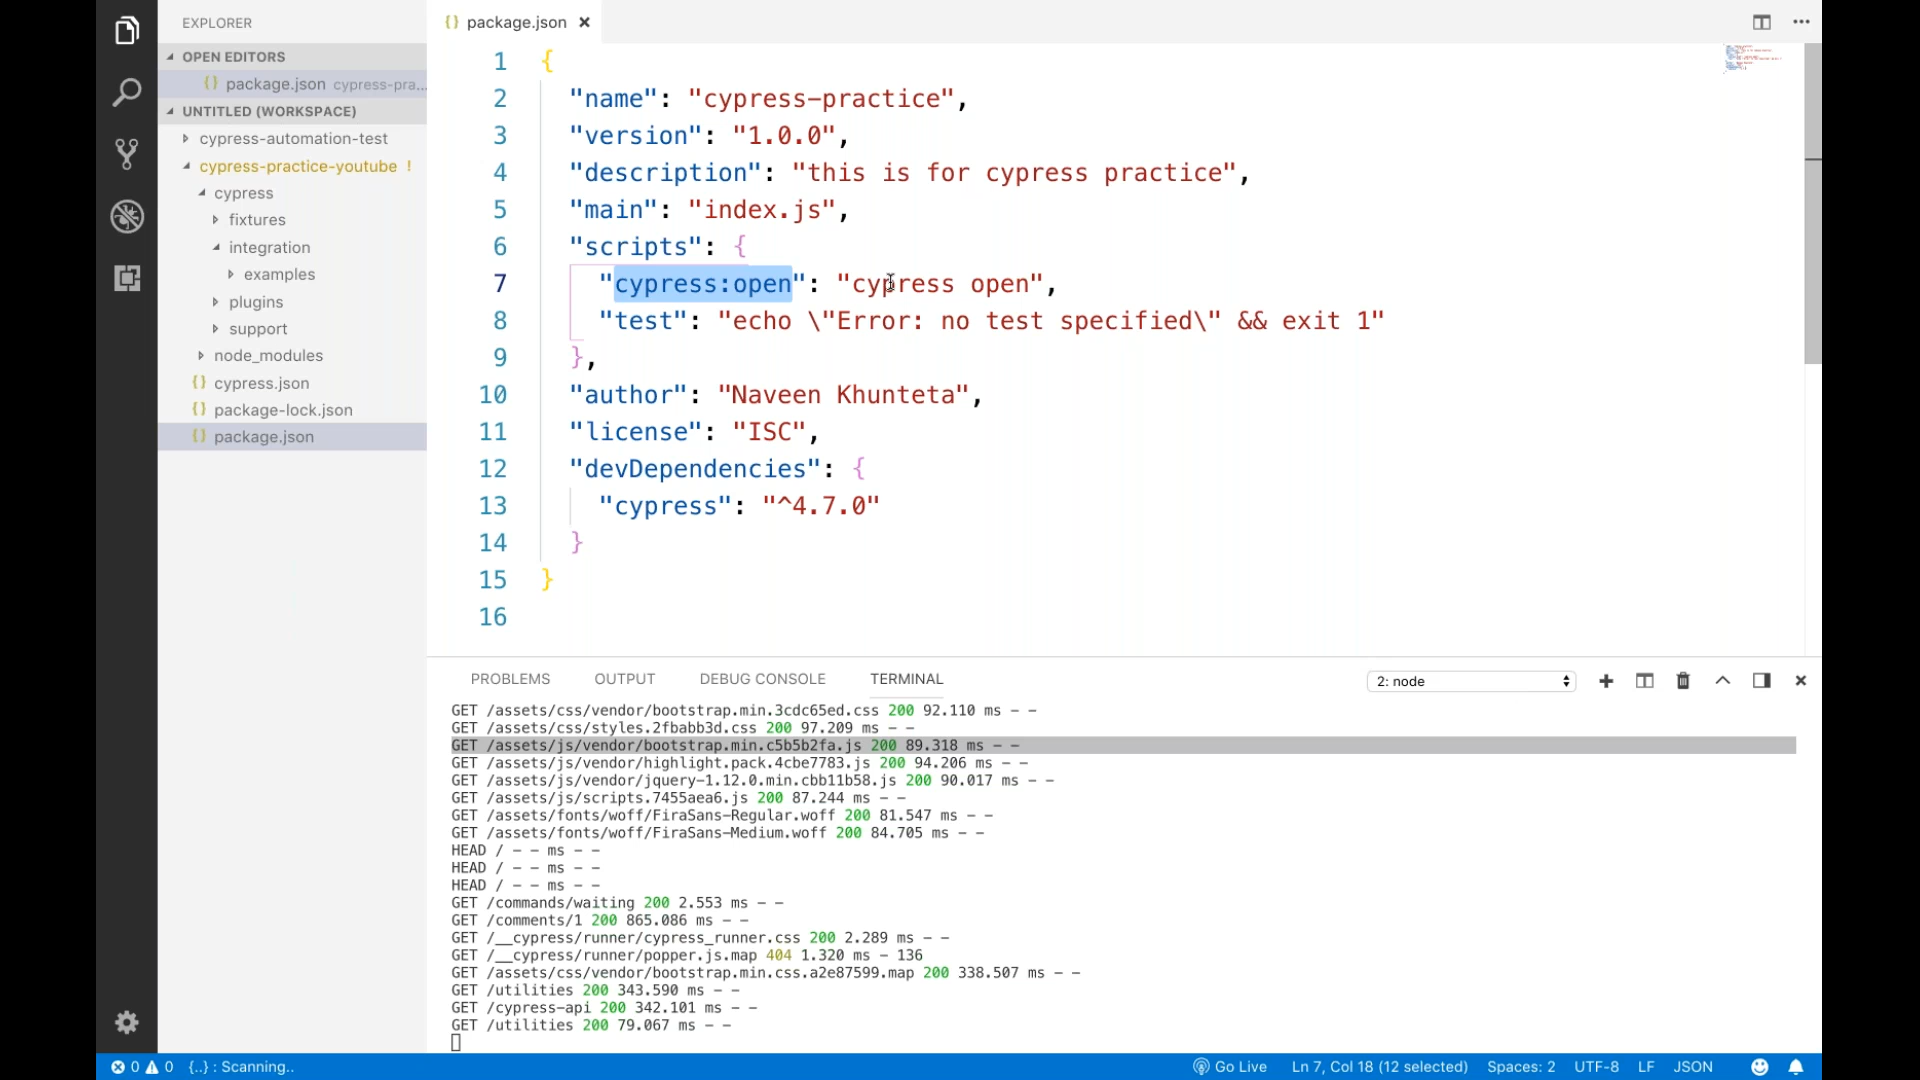 EXPLORER
OPEN EDITORS
{} package.json cypress-pra...
UNTITLED (WORKSPACE)
cypress-automation-test
cypress-practice-youtube !
cypress
fixtures
integration
examples
plugins
support
node_modules
{} cypress.json
{} package-lock.json
{} package.json
{} package.json ×
1 {
2 "name": "cypress-practice",
3 "version": "1.0.0",
4 "description": "this is for cypress practice",
5 "main": "index.js",
6 "scripts": {
7 "cypress:open": "cypress open",
8 "test": "echo \"Error: no test specified\" && exit 1"
9 },
10 "author": "Naveen Khunteta",
11 "license": "ISC",
12 "devDependencies": {
13 "cypress": "^4.7.0"
14 }
15 }
16
PROBLEMS OUTPUT DEBUG CONSOLE TERMINAL 2: node
GET /assets/css/vendor/bootstrap.min.3cdc65ed.css 200 92.110 ms - -
GET /assets/css/styles.2fbabb3d.css 200 97.209 ms - -
GET /assets/js/vendor/bootstrap.min.c5b5b2fa.js 200 89.318 ms - -
GET /assets/js/vendor/highlight.pack.4cbe7783.js 200 94.206 ms - -
GET /assets/js/vendor/jquery-1.12.0.min.cbb11b58.js 200 90.017 ms - -
GET /assets/js/scripts.7455aea6.js 200 87.244 ms - -
GET /assets/fonts/woff/FiraSans-Regular.woff 200 81.547 ms - -
GET /assets/fonts/woff/FiraSans-Medium.woff 200 84.705 ms - -
HEAD / - - ms - -
HEAD / - - ms - -
HEAD / - - ms - -
GET /commands/waiting 200 2.553 ms - -
GET /comments/1 200 865.086 ms - -
GET /__cypress/runner/cypress_runner.css 200 2.289 ms - -
GET /__cypress/runner/popper.js.map 404 1.320 ms - 136
GET /assets/css/vendor/bootstrap.min.css.a2e87599.map 200 338.507 ms - -
GET /utilities 200 343.590 ms - -
GET /cypress-api 200 342.101 ms - -
GET /utilities 200 79.067 ms - -
0 0 {..} : Scanning.. Go Live Ln 7, Col 18 (12 selected) Spaces: 2 UTF-8 LF JSON